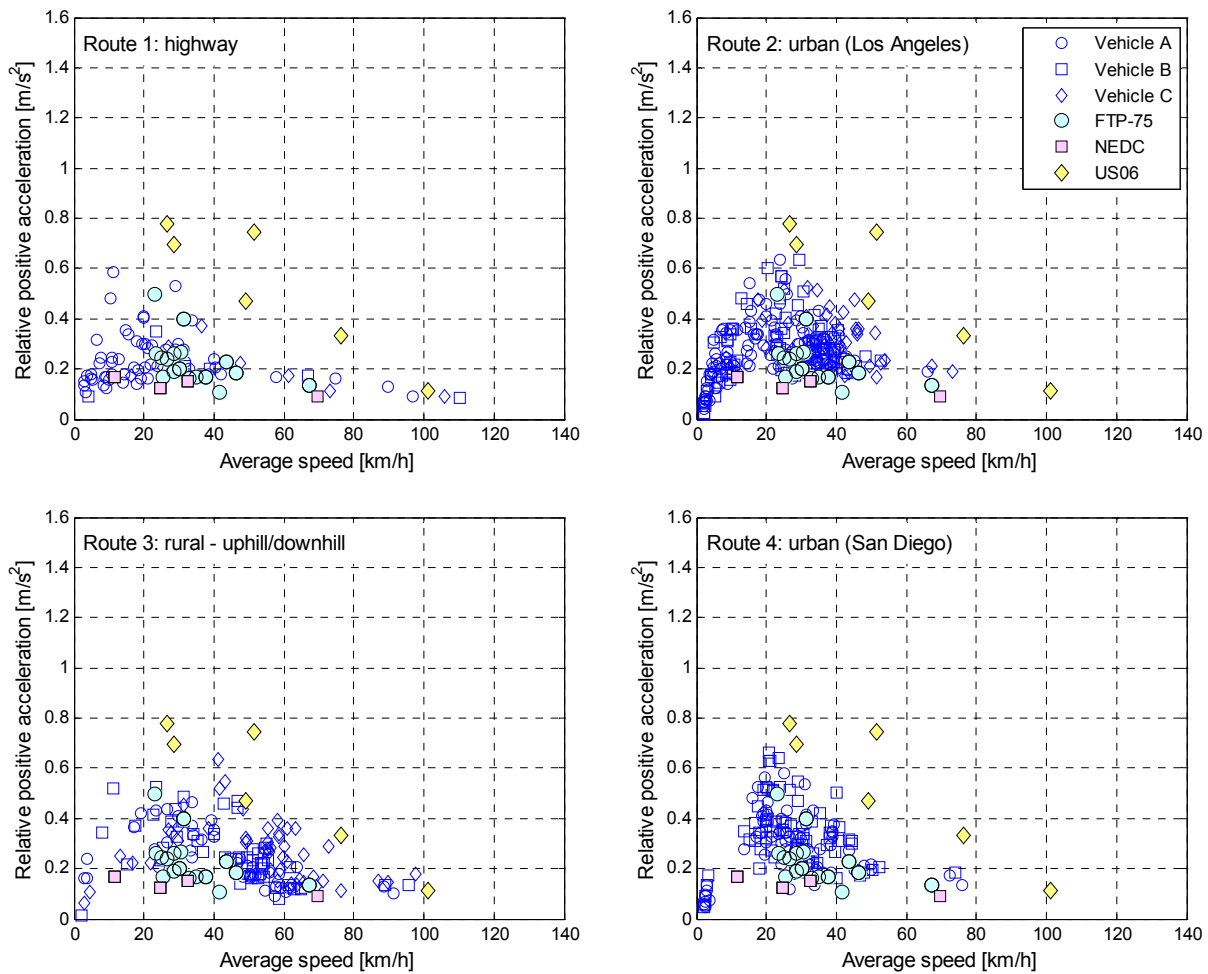 Route 1: highway
Relative positive acceleration [m/s²]
1.6
1.4
1.2
1
0.8
0.6
0.4
0.2
0
0 20 40 60 80 100 120 140
Average speed [km/h]
Route 2: urban (Los Angeles)
Vehicle A
Vehicle B
Vehicle C
FTP-75
NEDC
US06
Relative positive acceleration [m/s²]
1.6
1.4
1.2
1
0.8
0.6
0.4
0.2
0
0 20 40 60 80 100 120 140
Average speed [km/h]
Route 3: rural - uphill/downhill
Relative positive acceleration [m/s²]
1.6
1.4
1.2
1
0.8
0.6
0.4
0.2
0
0 20 40 60 80 100 120 140
Average speed [km/h]
Route 4: urban (San Diego)
Relative positive acceleration [m/s²]
1.6
1.4
1.2
1
0.8
0.6
0.4
0.2
0
0 20 40 60 80 100 120 140
Average speed [km/h]